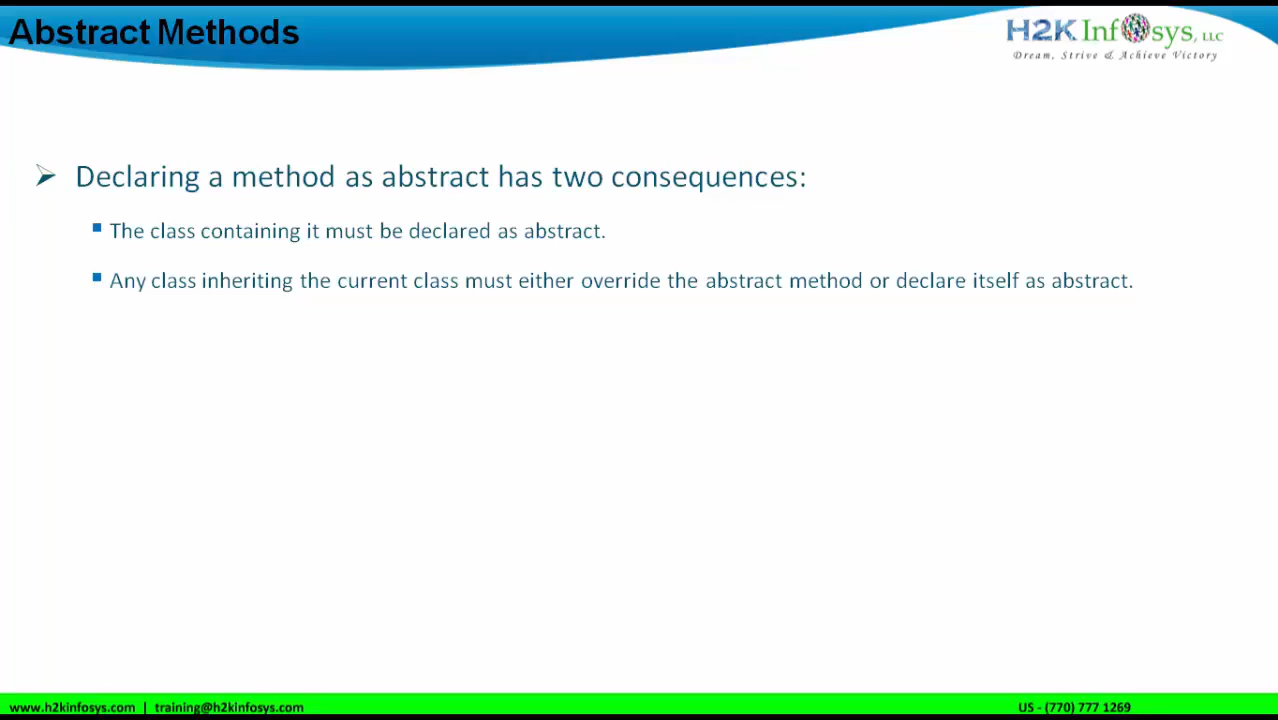 Abstract Methods
H2K Infosys, LLC
Dream, Strive & Achieve Victory
Declaring a method as abstract has two consequences:
The class containing it must be declared as abstract.
Any class inheriting the current class must either override the abstract method or declare itself as abstract.
www.h2kinfosys.com | training@h2kinfosys.com
US - (770) 777 1269